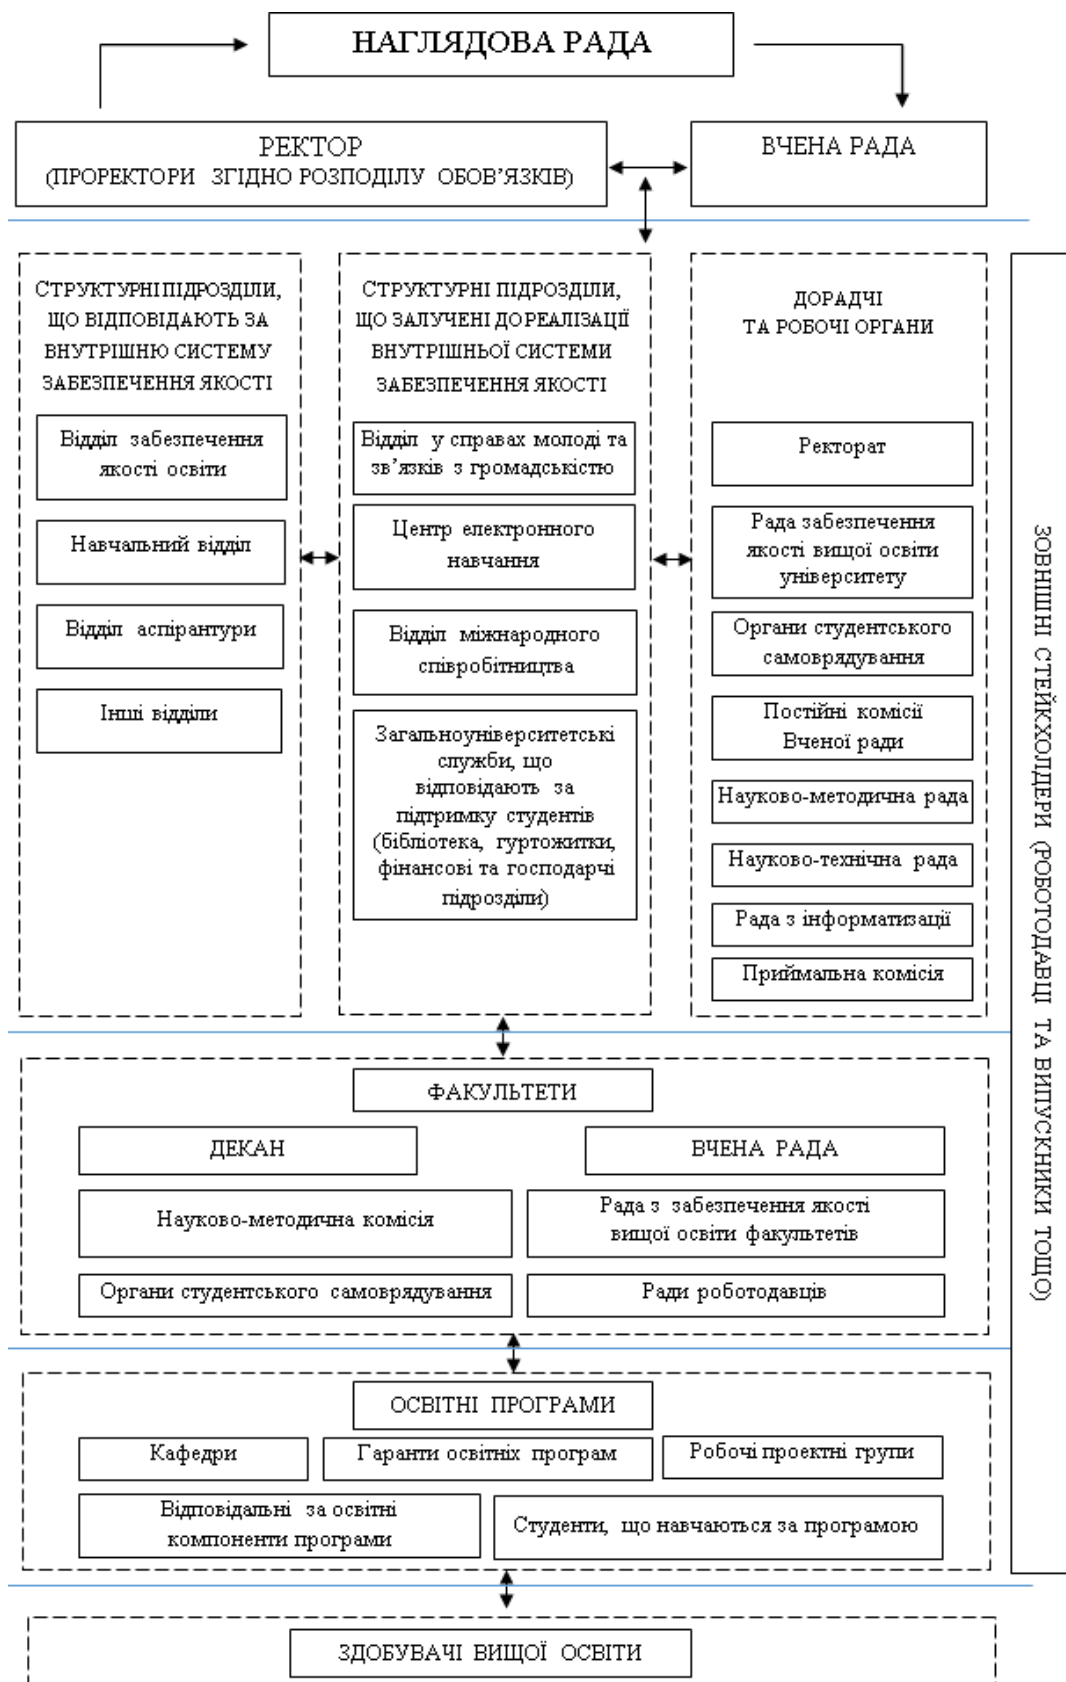 НАГЛЯДОВА РАДА
РЕКТОР
(ПРОРЕКТОРИ ЗГІДНО РОЗПОДІЛУ ОБОВ’ЯЗКІВ)
ВЧЕНА РАДА
СТРУКТУРНІ ПІДРОЗДІЛИ,
ЩО ВІДПОВІДАЮТЬ ЗА
ВНУТРІШНЮ СИСТЕМУ
ЗАБЕЗПЕЧЕННЯ ЯКОСТІ
Відділ забезпечення
якості освіти
Навчальний відділ
Відділ аспірантури
Інші відділи
СТРУКТУРНІ ПІДРОЗДІЛИ,
ЩО ЗАЛУЧЕНІ ДО РЕАЛІЗАЦІЇ
ВНУТРІШНЬОЇ СИСТЕМИ
ЗАБЕЗПЕЧЕННЯ ЯКОСТІ
Відділ у справах молоді та
зв’язків з громадськістю
Центр електронного
навчання
Відділ міжнародного
співробітництва
Загальноуніверситетські
служби, що
відповідають за
підтримку студентів
(бібліотека, гуртожитки,
фінансові та господарчі
підрозділи)
ДОРАДЧІ
ТА РОБОЧІ ОРГАНИ
Ректорат
Рада забезпечення
якості вищої освіти
університету
Органи студентського
самоврядування
Постійні комісії
Вченої ради
Науково-методична рада
Науково-технічна рада
Рада з інформатизації
Приймальна комісія
ЗОВНІШНІ СТЕЙКХОЛДЕРИ (РОБОТОДАВЦІ ТА ВИПУСКНИКИ ТОЩО)
ФАКУЛЬТЕТИ
ДЕКАН
ВЧЕНА РАДА
Науково-методична комісія
Рада з забезпечення якості
вищої освіти факультетів
Органи студентського самоврядування
Ради роботодавців
ОСВІТНІ ПРОГРАМИ
Кафедри
Гаранти освітніх програм
Робочі проектні групи
Відповідальні за освітні
компоненти програми
Студенти, що навчаються за програмою
ЗДОБУВАЧІ ВИЩОЇ ОСВІТИ